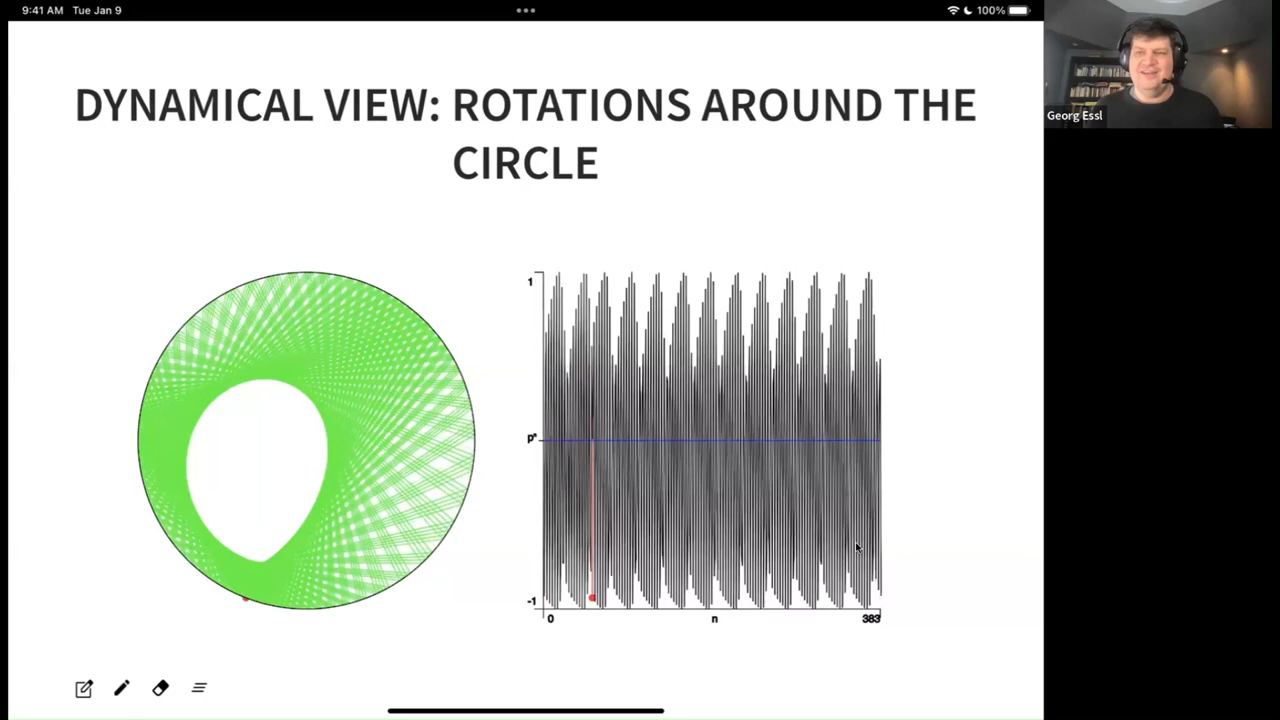 9:41 AM Tue Jan 9
100%
Georg Essl
DYNAMICAL VIEW: ROTATIONS AROUND THE
CIRCLE
1
pⁿ
-1
0 n 383